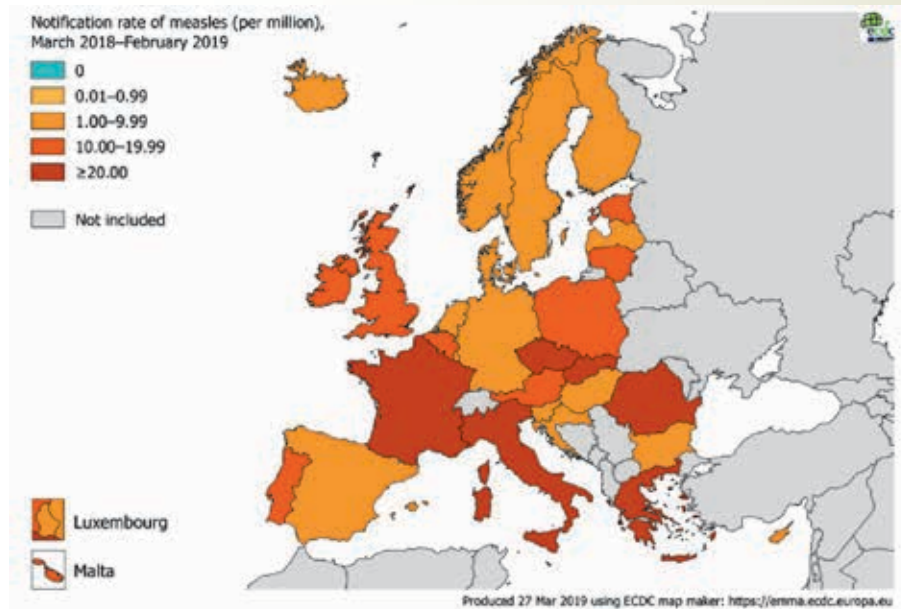 Notification rate of measles (per million),
March 2018–February 2019
0
0.01–0.99
1.00–9.99
10.00–19.99
≥20.00
Not included
ecdc
Luxembourg
Malta
Produced 27 Mar 2019 using ECDC map maker: https://emma.ecdc.europa.eu